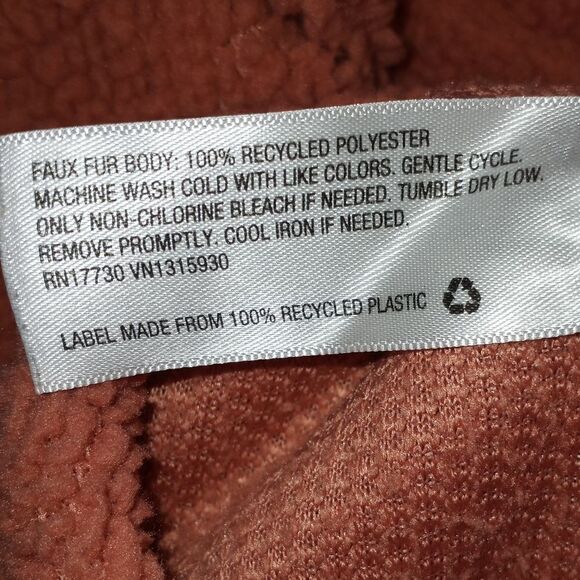 FAUX FUR BODY: 100% RECYCLED POLYESTER
MACHINE WASH COLD WITH LIKE COLORS. GENTLE CYCLE.
ONLY NON-CHLORINE BLEACH IF NEEDED. TUMBLE DRY LOW.
REMOVE PROMPTLY. COOL IRON IF NEEDED.
RN17730 VN1315930
LABEL MADE FROM 100% RECYCLED PLASTIC